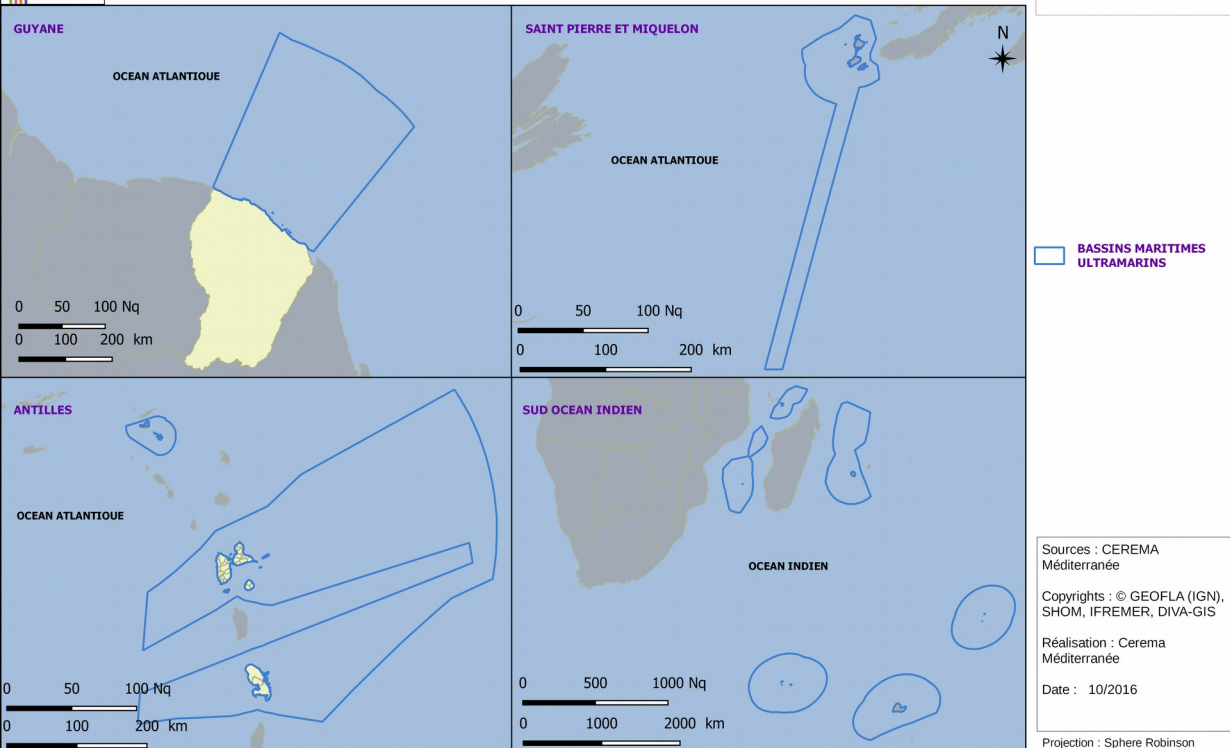 GUYANE
OCEAN ATLANTIQUE
0 50 100 Nq
0 100 200 km
SAINT PIERRE ET MIQUELON
N
OCEAN ATLANTIQUE
0 50 100 Nq
0 100 200 km
BASSINS MARITIMES
ULTRAMARINS
ANTILLES
OCEAN ATLANTIQUE
0 50 100 Nq
0 100 200 km
SUD OCEAN INDIEN
OCEAN INDIEN
0 500 1000 Nq
0 1000 2000 km
Sources : CEREMA
Méditerranée
Copyrights : © GEOFLA (IGN),
SHOM, IFREMER, DIVA-GIS
Réalisation : Cerema
Méditerranée
Date : 10/2016
Projection : Sphere Robinson